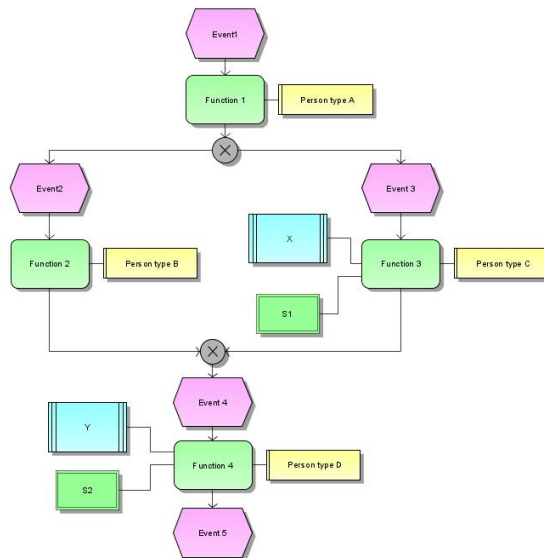 Event1
Function 1
Person type A
Event2
Event 3
X
Function 2
Person type B
Function 3
Person type C
S1
Event 4
Y
Function 4
Person type D
S2
Event 5